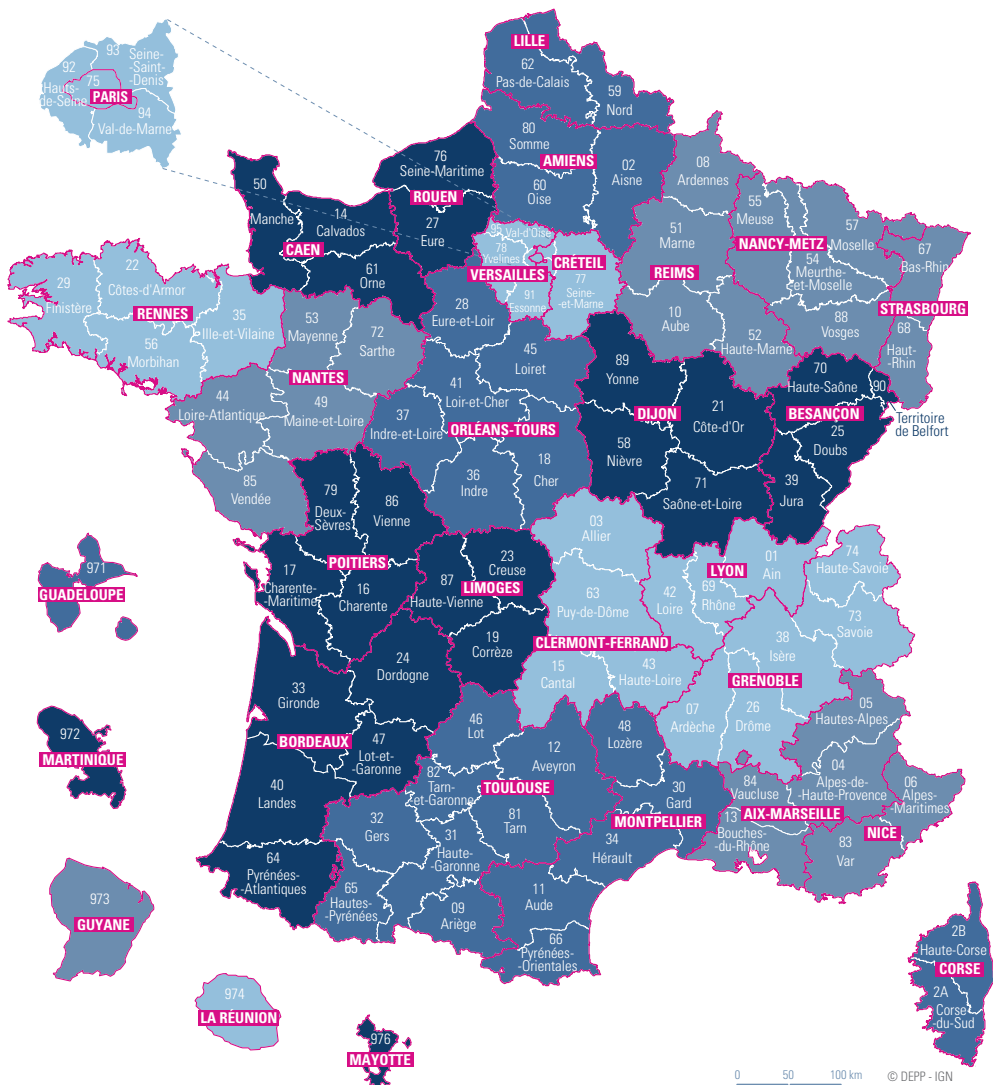 93
Seine-
-Saint-
-Denis
92
Hauts-
-de-Seine
75
PARIS
94
Val-de-Marne
LILLE
62
Pas-de-Calais
59
Nord
80
Somme
AMIENS
02
Aisne
60
Oise
76
Seine-Maritime
ROUEN
27
Eure
50
Manche
14
Calvados
CAEN
61
Orne
08
Ardennes
51
Marne
REIMS
10
Aube
52
Haute-Marne
55
Meuse
57
Moselle
NANCY-METZ
54
Meurthe-
-et-Moselle
88
Vosges
67
Bas-Rhin
STRASBOURG
68
Haut-
-Rhin
95
Val-d'Oise
78
Yvelines
VERSAILLES
91
Essonne
CRÉTEIL
77
Seine-
-et-Marne
29
Finistère
22
Côtes-d'Armor
RENNES
35
Ille-et-Vilaine
56
Morbihan
53
Mayenne
72
Sarthe
NANTES
44
Loire-Atlantique
49
Maine-et-Loire
85
Vendée
28
Eure-et-Loir
45
Loiret
41
Loir-et-Cher
37
Indre-et-Loire
ORLÉANS-TOURS
36
Indre
18
Cher
89
Yonne
DIJON
21
Côte-d'Or
58
Nièvre
71
Saône-et-Loire
70
Haute-Saône
90
Territoire
de Belfort
BESANÇON
25
Doubs
39
Jura
79
Deux-
-Sèvres
86
Vienne
POITIERS
17
Charente-
-Maritime
16
Charente
23
Creuse
87
Haute-Vienne
LIMOGES
19
Corrèze
03
Allier
63
Puy-de-Dôme
CLERMONT-FERRAND
15
Cantal
43
Haute-Loire
LYON
01
Ain
42
Loire
69
Rhône
74
Haute-Savoie
73
Savoie
38
Isère
GRENOBLE
07
Ardèche
26
Drôme
24
Dordogne
33
Gironde
BORDEAUX
47
Lot-et-
-Garonne
40
Landes
64
Pyrénées-
-Atlantiques
46
Lot
12
Aveyron
82
Tarn-
-et-Garonne
TOULOUSE
32
Gers
31
Haute-
-Garonne
81
Tarn
65
Hautes-
-Pyrénées
09
Ariège
48
Lozère
30
Gard
MONTPELLIER
34
Hérault
11
Aude
66
Pyrénées-
-Orientales
05
Hautes-Alpes
84
Vaucluse
04
Alpes-de-
-Haute-Provence
AIX-MARSEILLE
13
Bouches-
-du-Rhône
06
Alpes-
-Maritimes
NICE
83
Var
2B
Haute-Corse
CORSE
2A
Corse-
-du-Sud
971
GUADELOUPE
972
MARTINIQUE
973
GUYANE
974
LA RÉUNION
976
MAYOTTE
0 50 100 km
© DEPP - IGN